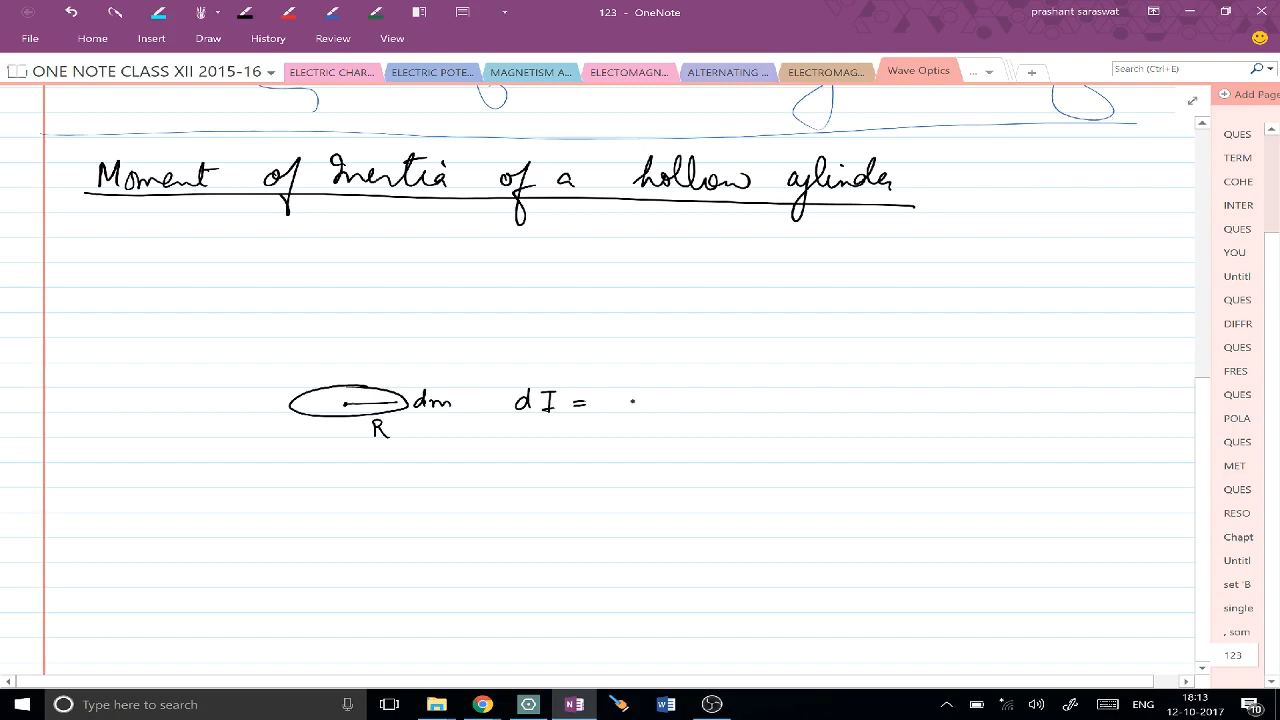 123 - OneNote
prashant saraswat
File Home Insert Draw History Review View
ONE NOTE CLASS XII 2015-16
ELECTRIC CHAR...
ELECTRIC POTE...
MAGNETISM A...
ELECTOMAGN...
ALTERNATING ...
ELECTROMAG...
Wave Optics
...
Search (Ctrl+E)
Add Page
Moment of Inertia of a hollow cylinder
dm dI =
R
QUES
TERM
COHE
INTER
QUES
YOU
Untitl
QUES
DIFFR
QUES
FRES
QUES
POLA
QUES
MET
QUES
RESO
Chapt
Untitl
set 'B
single
, som
123
Type here to search
ENG
18:13
12-10-2017
10